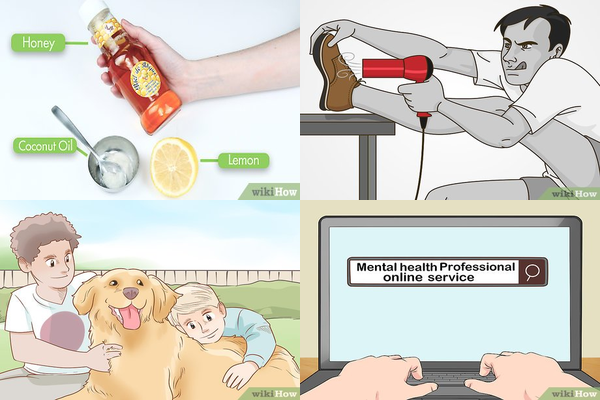 Honey
Coconut Oil
Lemon
wikiHow
wikiHow
wikiHow
Mental health Professional
online service
wikiHow